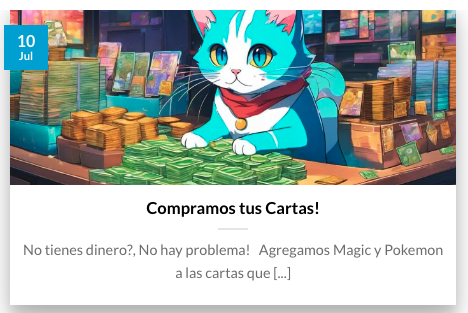 10
Jul
Compramos tus Cartas!
No tienes dinero?, No hay problema!   Agregamos Magic y Pokemon
a las cartas que [...]